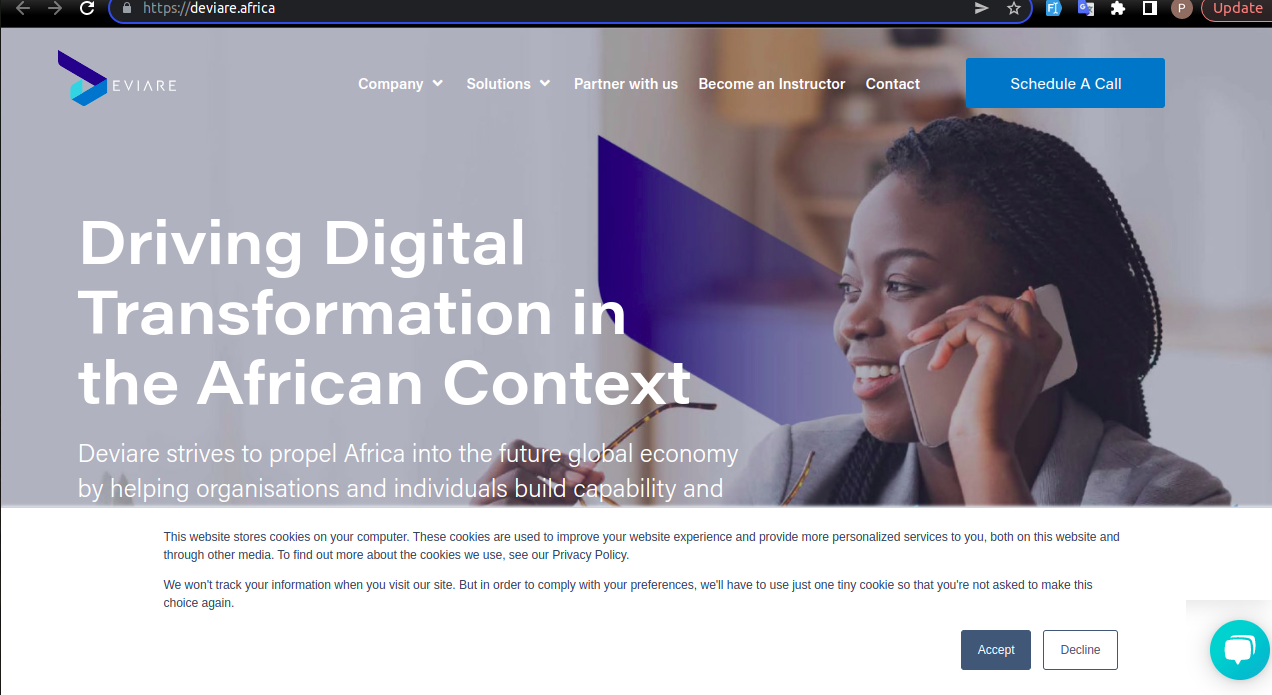 https://deviare.africa
P
Update
EVIARE
Company
Solutions
Partner with us
Become an Instructor
Contact
Schedule A Call
Driving Digital
Transformation in
the African Context
Deviare strives to propel Africa into the future global economy
by helping organisations and individuals build capability and
This website stores cookies on your computer. These cookies are used to improve your website experience and provide more personalized services to you, both on this website and
through other media. To find out more about the cookies we use, see our Privacy Policy.
We won't track your information when you visit our site. But in order to comply with your preferences, we'll have to use just one tiny cookie so that you're not asked to make this
choice again.
Accept
Decline